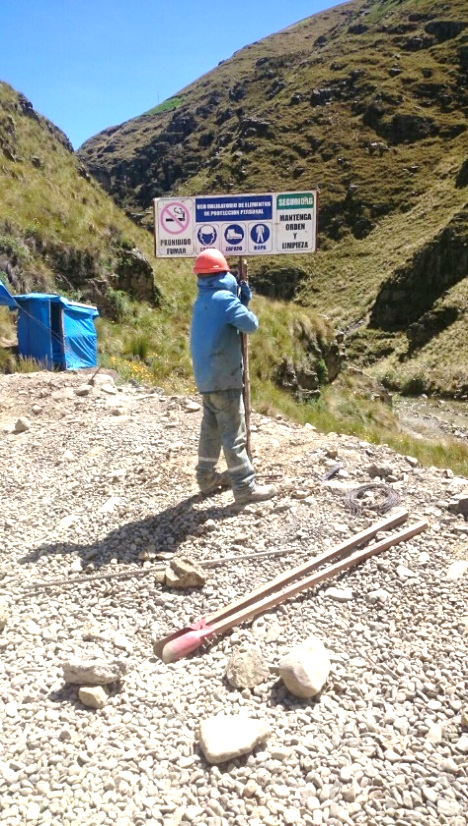 PROHIBIDO
FUMAR
USO OBLIGATORIO DE ELEMENTOS
DE PROTECCION PERSONAL
ZAPATO
ROPA
SEGURIDAD
MANTENGA
ORDEN
Y
LIMPIEZA